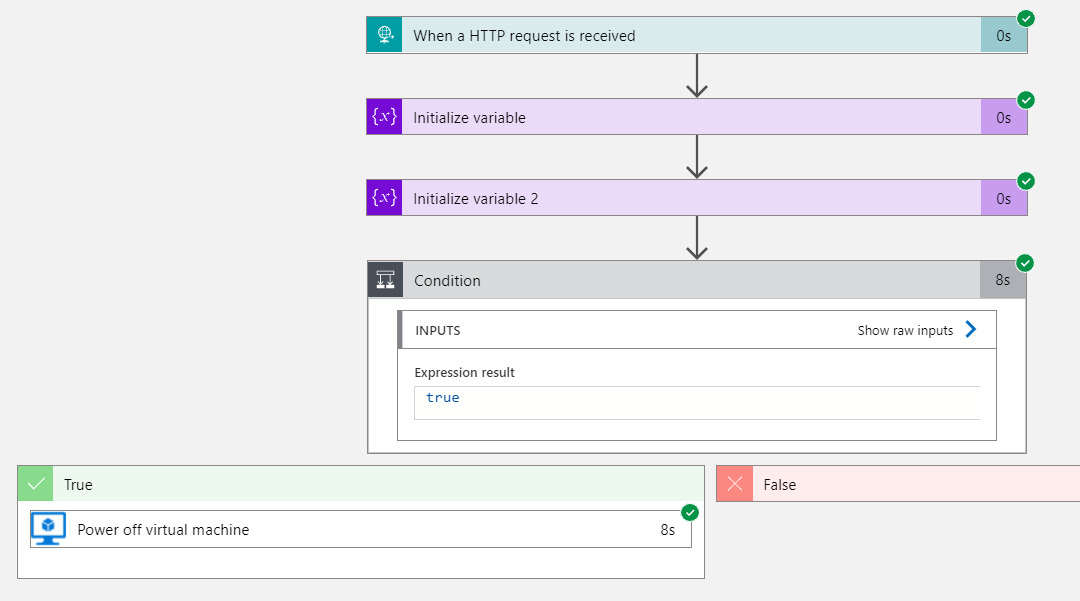 When a HTTP request is received 0s
{x} Initialize variable 0s
{x} Initialize variable 2 0s
Condition 8s
INPUTS Show raw inputs
Expression result
true
True
False
Power off virtual machine 8s